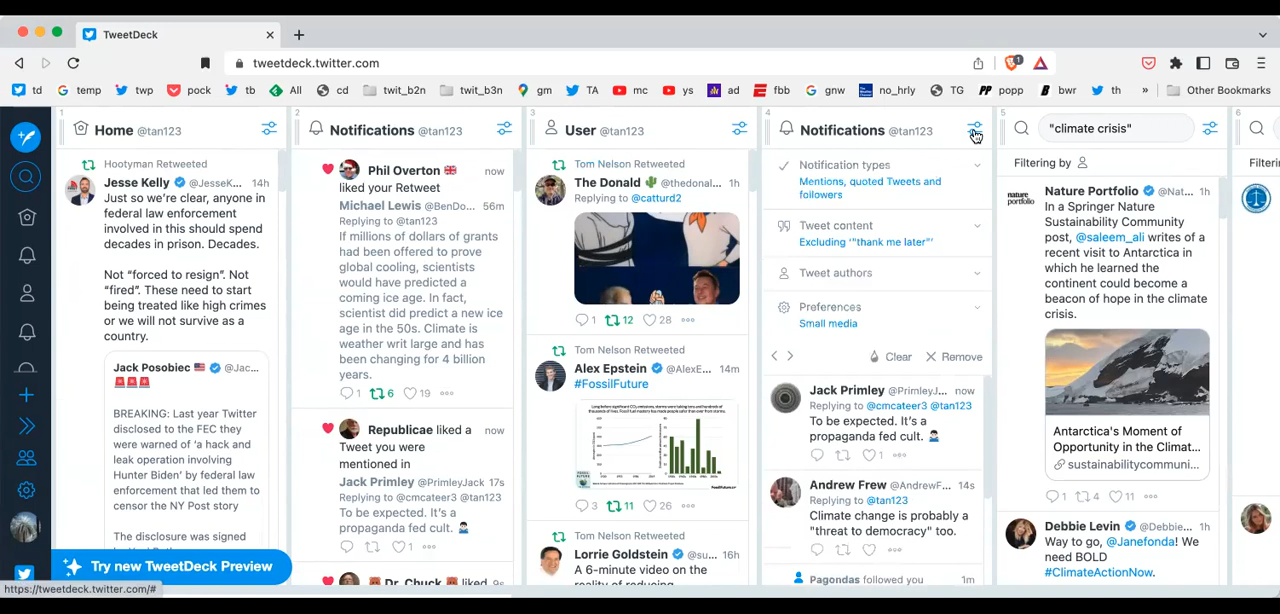 TweetDeck
tweetdeck.twitter.com
1
td
temp
twp
pock
tb
All
cd
twit_b2n
twit_b3n
gm
TA
mc
ys
ad
fbb
gnw
no_hrly
TG
popp
bwr
th
»
Other Bookmarks
1
Home @tan123
Hootyman Retweeted
Jesse Kelly @JesseK... 14h
Just so we're clear, anyone in
federal law enforcement
involved in this should spend
decades in prison. Decades.
Not "forced to resign". Not
"fired". These need to start
being treated like high crimes
or we will not survive as a
country.
Jack Posobiec 🇺🇸 @Jac...
🚨🚨🚨
BREAKING: Last year Twitter
disclosed to the FEC they
were warned of 'a hack and
leak operation involving
Hunter Biden' by federal law
enforcement that led them to
censor the NY Post story
The disclosure was signed
Try new TweetDeck Preview
https://tweetdeck.twitter.com/#
2
Notifications @tan123
Phil Overton 🇬🇧 now
liked your Retweet
Michael Lewis @BenDo... 56m
Replying to @tan123
If millions of dollars of grants
had been offered to prove
global cooling, scientists
would have predicted a
coming ice age. In fact,
scientist did predict a new ice
age in the 50s. Climate is
weather writ large and has
been changing for 4 billion
years.
1 6 19
Republicae liked a now
Tweet you were
mentioned in
Jack Primley @PrimleyJack 17s
Replying to @cmcateer3 @tan123
To be expected. It's a
propaganda fed cult. 🤷🏻‍♂️
1
Dr. Chuck liked 9s
3
User @tan123
Tom Nelson Retweeted
The Donald 🌵 @thedonal... 1h
Replying to @catturd2
1 12 28
Tom Nelson Retweeted
Alex Epstein @AlexE... 14m
#FossilFuture
3 11 26
Tom Nelson Retweeted
Lorrie Goldstein @su... 16h
A 6-minute video on the
reality of reducing
4
Notifications @tan123
Notification types
Mentions, quoted Tweets and
followers
Tweet content
Excluding '"thank me later"'
Tweet authors
Preferences
Small media
Clear
Remove
Jack Primley @PrimleyJ... now
Replying to @cmcateer3 @tan123
To be expected. It's a
propaganda fed cult. 🤷🏻‍♂️
1
Andrew Frew @AndrewF... 14s
Replying to @tan123
Climate change is probably a
"threat to democracy" too.
Pagondas followed you 1m
5
"climate crisis"
Filtering by
Nature Portfolio @Nat... 1h
nature
portfolio
In a Springer Nature
Sustainability Community
post, @saleem_ali writes of a
recent visit to Antarctica in
which he learned the
continent could become a
beacon of hope in the climate
crisis.
Antarctica's Moment of
Opportunity in the Climat...
sustainabilitycommuni...
1 4 11
Debbie Levin @Debbie... 1h
Way to go, @Janefonda! We
need BOLD
#ClimateActionNow.
6
Filteri